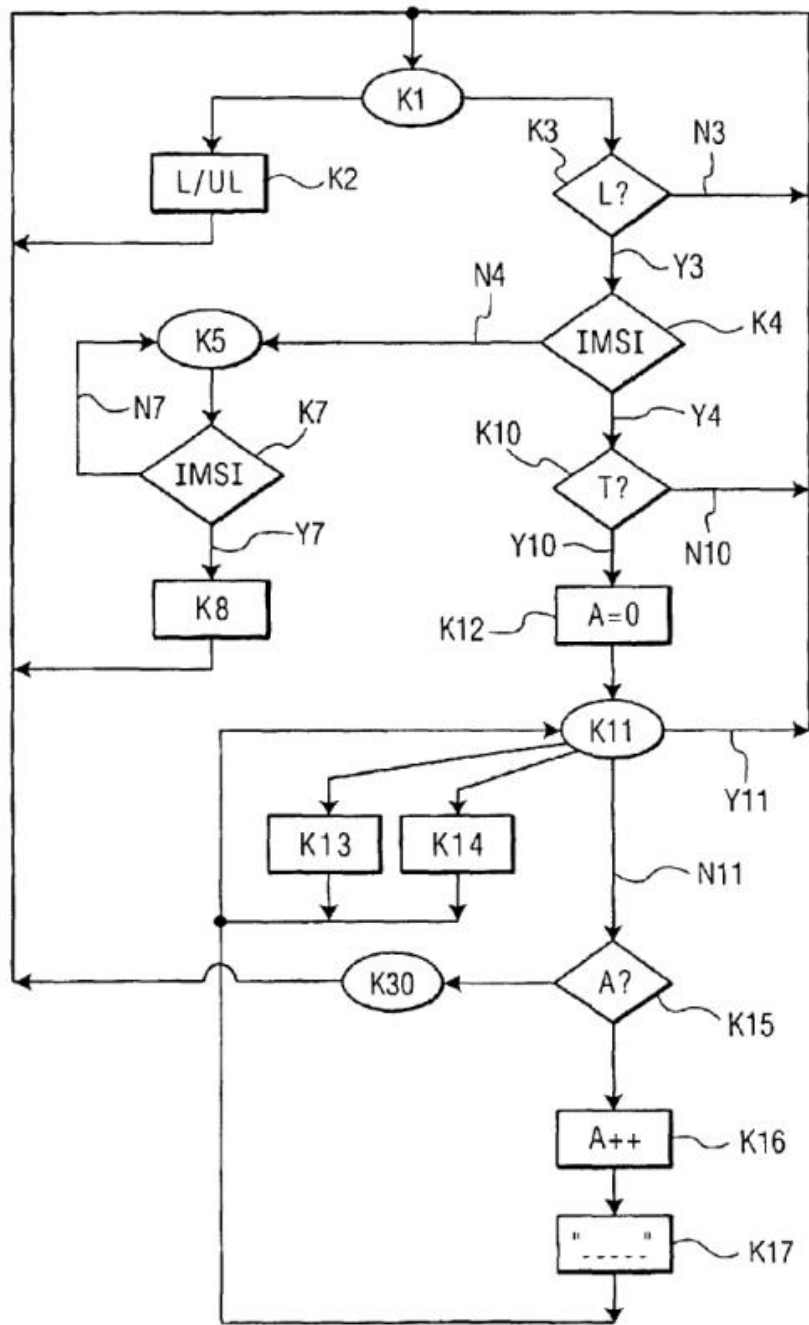 K1
K3
N3
L/UL
K2
L?
Y3
N4
K5
IMSI
K4
N7
K7
Y4
K10
IMSI
T?
Y7
Y10
N10
K8
K12
A=0
K11
Y11
K13
K14
N11
K30
A?
K15
A++
K16
"_____"
K17